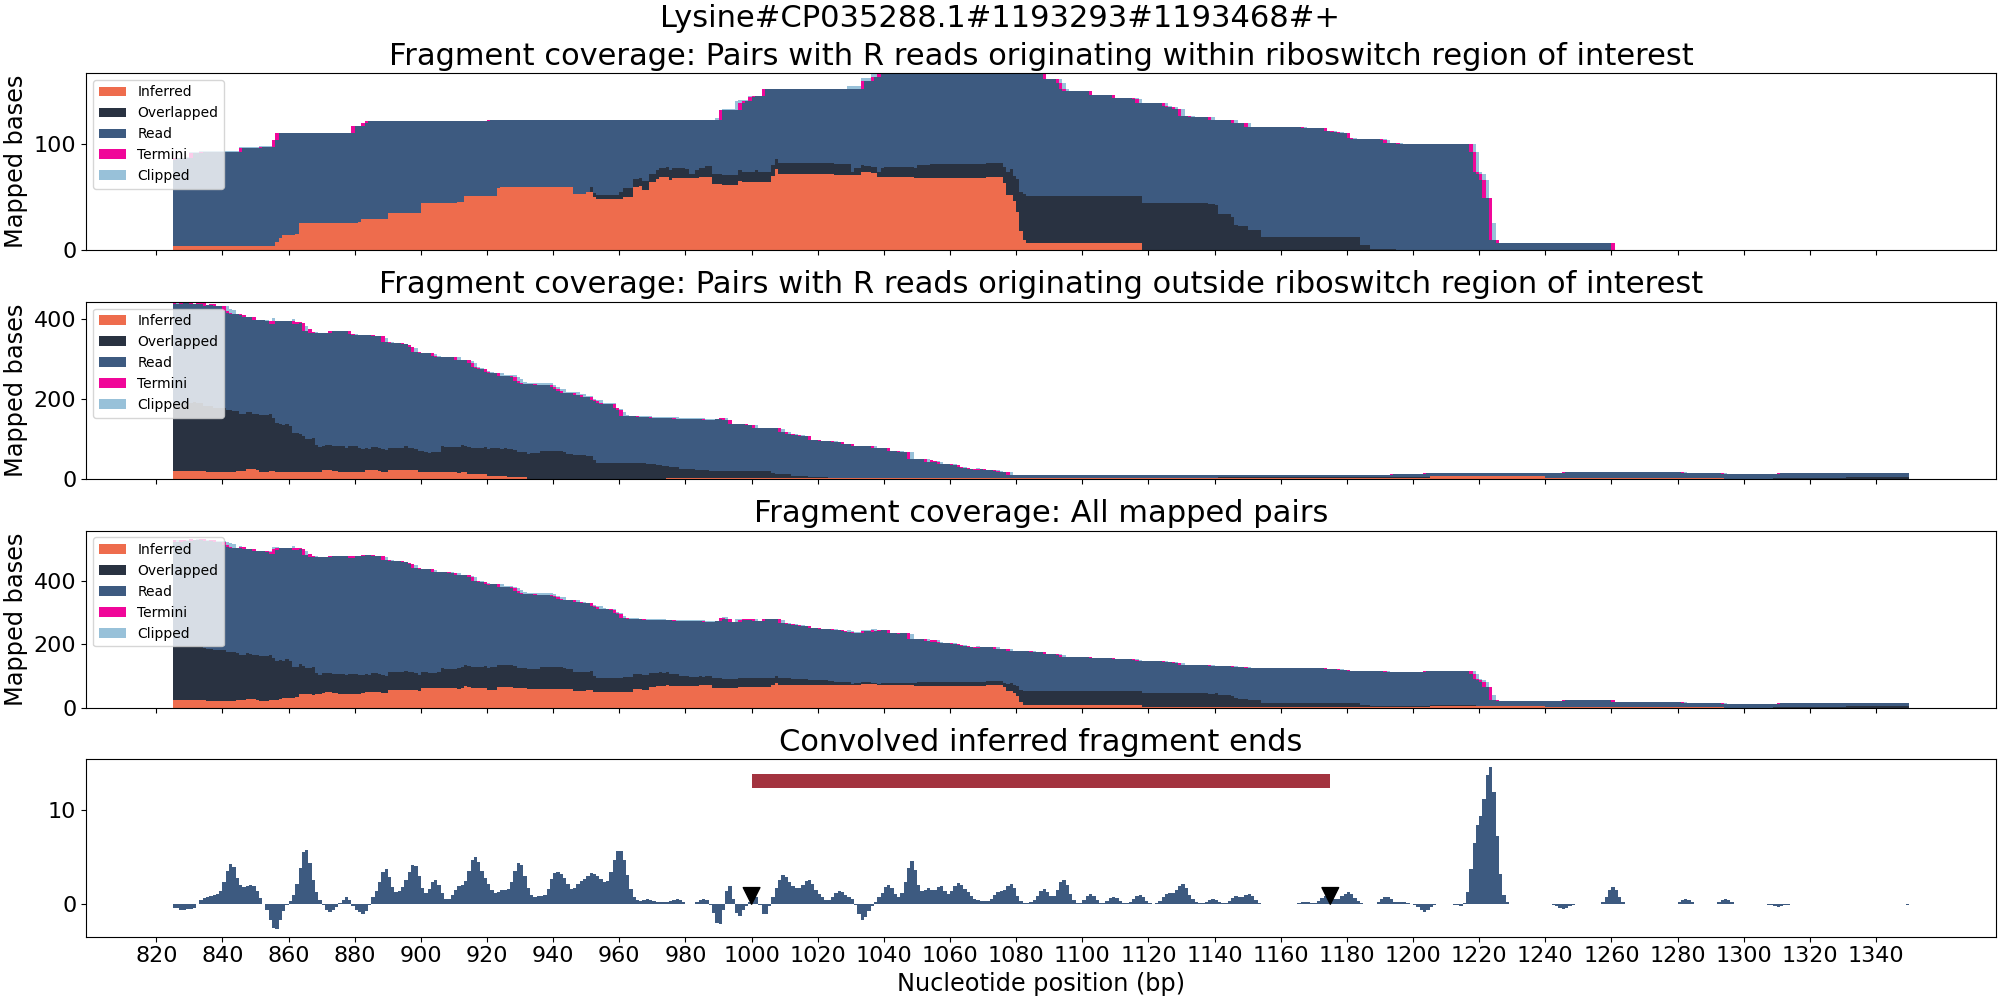 Lysine#CP035288.1#1193293#1193468#+
Fragment coverage: Pairs with R reads originating within riboswitch region of interest
Mapped bases
100
0
Inferred
Overlapped
Read
Termini
Clipped
Fragment coverage: Pairs with R reads originating outside riboswitch region of interest
Mapped bases
400
200
0
Inferred
Overlapped
Read
Termini
Clipped
Fragment coverage: All mapped pairs
Mapped bases
400
200
0
Inferred
Overlapped
Read
Termini
Clipped
Convolved inferred fragment ends
10
0
820 840 860 880 900 920 940 960 980 1000 1020 1040 1060 1080 1100 1120 1140 1160 1180 1200 1220 1240 1260 1280 1300 1320 1340
Nucleotide position (bp)